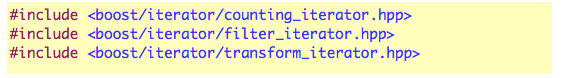 #include <boost/iterator/counting_iterator.hpp>
#include <boost/iterator/filter_iterator.hpp>
#include <boost/iterator/transform_iterator.hpp>